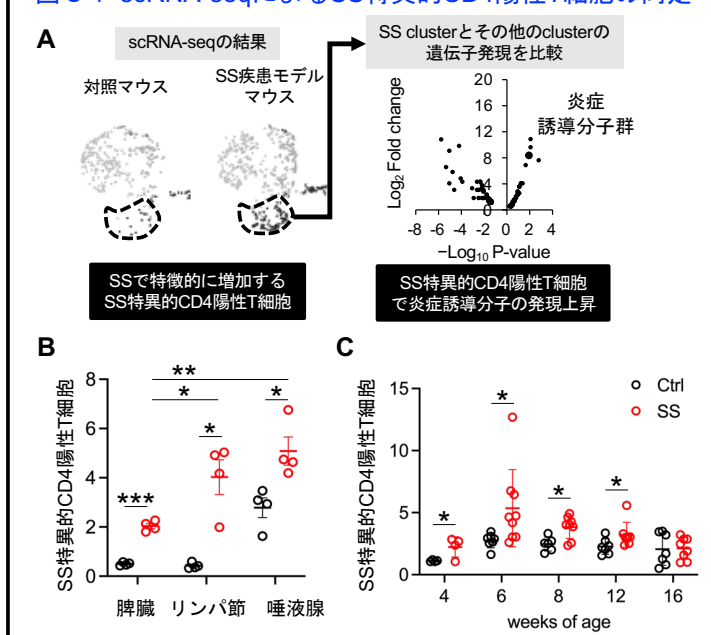 A
scRNA-seqの結果
対照マウス
SS疾患モデル
マウス
SSで特徴的に増加する
SS特異的CD4陽性T細胞
SS clusterとその他のclusterの
遺伝子発現を比較
炎症
誘導分子群
Log2 Fold change
20
16
12
8
4
0
-8 -6 -4 -2 0 2 4
−Log10 P-value
SS特異的CD4陽性T細胞
で炎症誘導分子の発現上昇
B
SS特異的CD4陽性T細胞
8
6
4
2
0
**
*
*
*
***
脾臓 リンパ節 唾液腺
C
SS特異的CD4陽性T細胞
15
10
5
0
*
*
*
*
Ctrl
SS
4 6 8 12 16
weeks of age